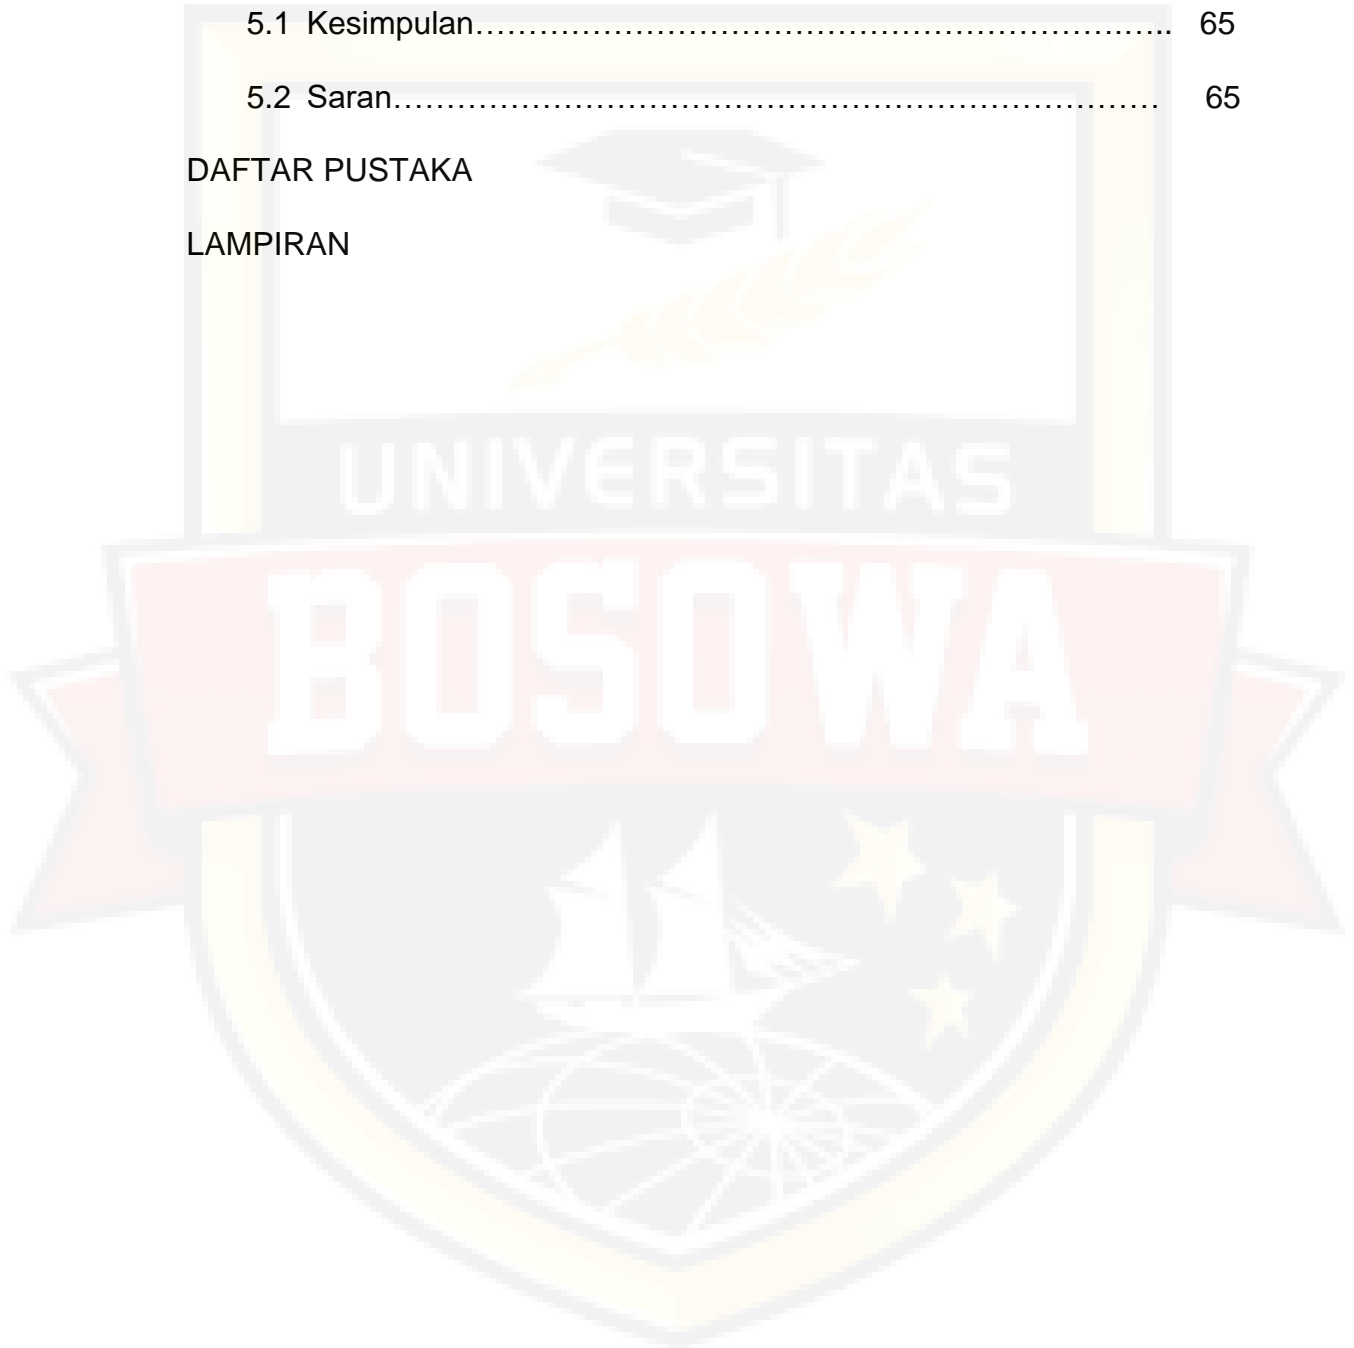 5.1 Kesimpulan……………………………………………………….….. 65
5.2 Saran……………………………………………………………… 65
DAFTAR PUSTAKA
LAMPIRAN
UNIVERSITAS
BOSOWA